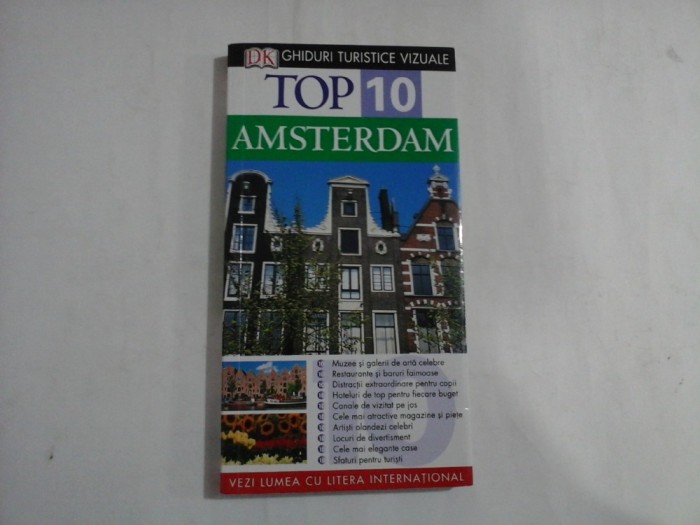 DK GHIDURI TURISTICE VIZUALE
TOP 10
AMSTERDAM
Muzee și galerii de artă celebre
Restaurante și baruri faimoase
Distracții extraordinare pentru copii
Hoteluri de top pentru fiecare buget
Canale de vizitat pe jos
Cele mai atractive magazine și piețe
Artiști olandezi celebri
Locuri de divertisment
Cele mai elegante case
Sfaturi pentru turiști
VEZI LUMEA CU LITERA INTERNAȚIONAL